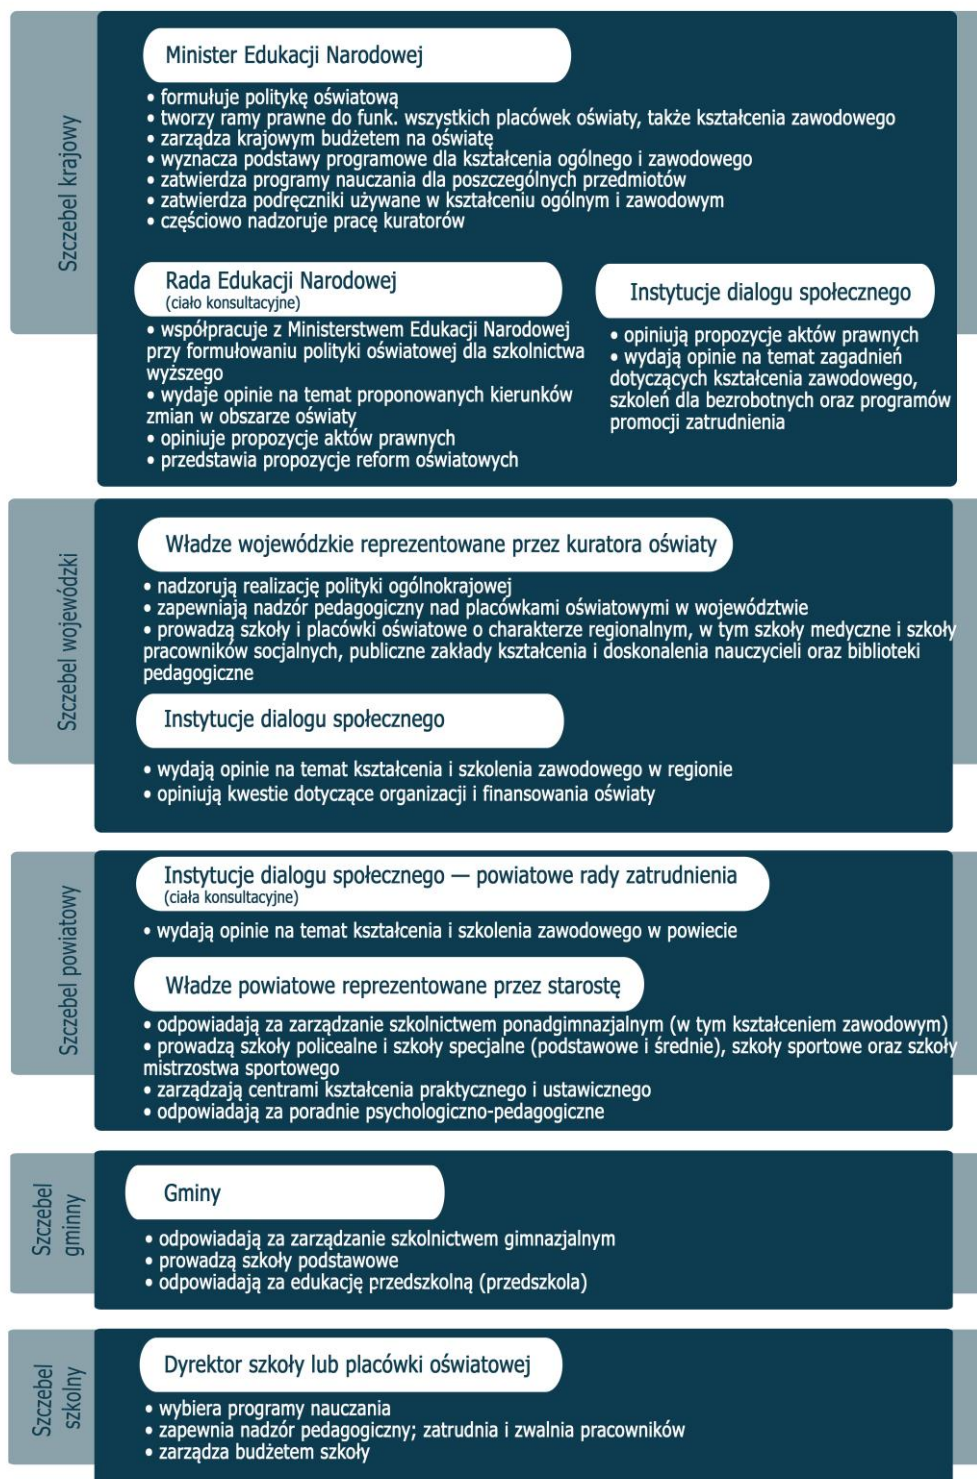 Szczebel krajowy
Minister Edukacji Narodowej
• formułuje politykę oświatową
• tworzy ramy prawne do funk. wszystkich placówek oświaty, także kształcenia zawodowego
• zarządza krajowym budżetem na oświatę
• wyznacza podstawy programowe dla kształcenia ogólnego i zawodowego
• zatwierdza programy nauczania dla poszczególnych przedmiotów
• zatwierdza podręczniki używane w kształceniu ogólnym i zawodowym
• częściowo nadzoruje pracę kuratorów
Rada Edukacji Narodowej
(ciało konsultacyjne)
• współpracuje z Ministerstwem Edukacji Narodowej
przy formułowaniu polityki oświatowej dla szkolnictwa
wyższego
• wydaje opinie na temat proponowanych kierunków
zmian w obszarze oświaty
• opiniuje propozycje aktów prawnych
• przedstawia propozycje reform oświatowych
Instytucje dialogu społecznego
• opiniują propozycje aktów prawnych
• wydają opinie na temat zagadnień
dotyczących kształcenia zawodowego,
szkoleń dla bezrobotnych oraz programów
promocji zatrudnienia
Szczebel wojewódzki
Władze wojewódzkie reprezentowane przez kuratora oświaty
• nadzorują realizację polityki ogólnokrajowej
• zapewniają nadzór pedagogiczny nad placówkami oświatowymi w województwie
• prowadzą szkoły i placówki oświatowe o charakterze regionalnym, w tym szkoły medyczne i szkoły
pracowników socjalnych, publiczne zakłady kształcenia i doskonalenia nauczycieli oraz biblioteki
pedagogiczne
Instytucje dialogu społecznego
• wydają opinie na temat kształcenia i szkolenia zawodowego w regionie
• opiniują kwestie dotyczące organizacji i finansowania oświaty
Szczebel powiatowy
Instytucje dialogu społecznego — powiatowe rady zatrudnienia
(ciała konsultacyjne)
• wydają opinie na temat kształcenia i szkolenia zawodowego w powiecie
Władze powiatowe reprezentowane przez starostę
• odpowiadają za zarządzanie szkolnictwem ponadgimnazjalnym (w tym kształceniem zawodowym)
• prowadzą szkoły policealne i szkoły specjalne (podstawowe i średnie), szkoły sportowe oraz szkoły
mistrzostwa sportowego
• zarządzają centrami kształcenia praktycznego i ustawicznego
• odpowiadają za poradnie psychologiczno-pedagogiczne
Szczebel
gminny
Gminy
• odpowiadają za zarządzanie szkolnictwem gimnazjalnym
• prowadzą szkoły podstawowe
• odpowiadają za edukację przedszkolną (przedszkola)
Szczebel
szkolny
Dyrektor szkoły lub placówki oświatowej
• wybiera programy nauczania
• zapewnia nadzór pedagogiczny; zatrudnia i zwalnia pracowników
• zarządza budżetem szkoły